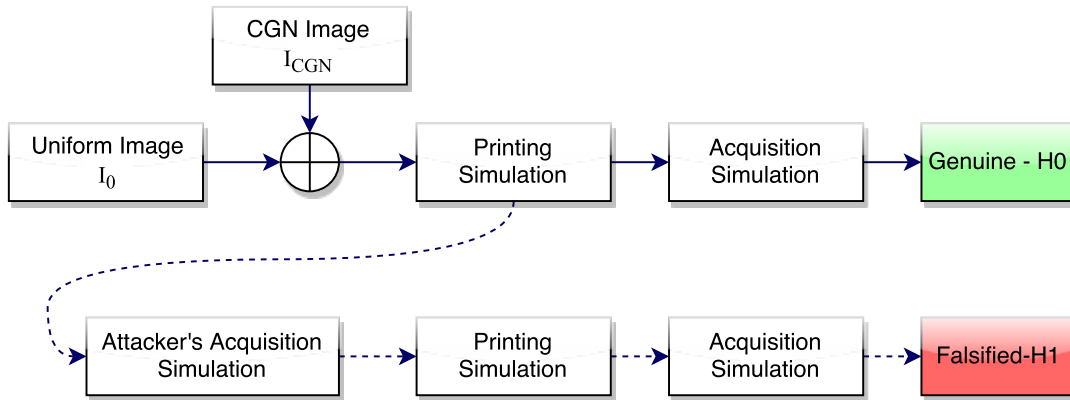 CGN Image
I_CGN
Uniform Image
I_0
Printing
Simulation
Acquisition
Simulation
Genuine - H0
Attacker's Acquisition
Simulation
Printing
Simulation
Acquisition
Simulation
Falsified-H1